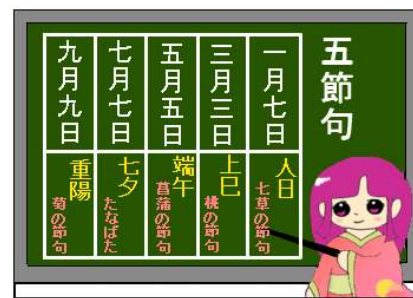 五節句
一月七日
人日
七草の節句
三月三日
上巳
桃の節句
五月五日
端午
菖蒲の節句
七月七日
七夕
たなばた
九月九日
重陽
菊の節句